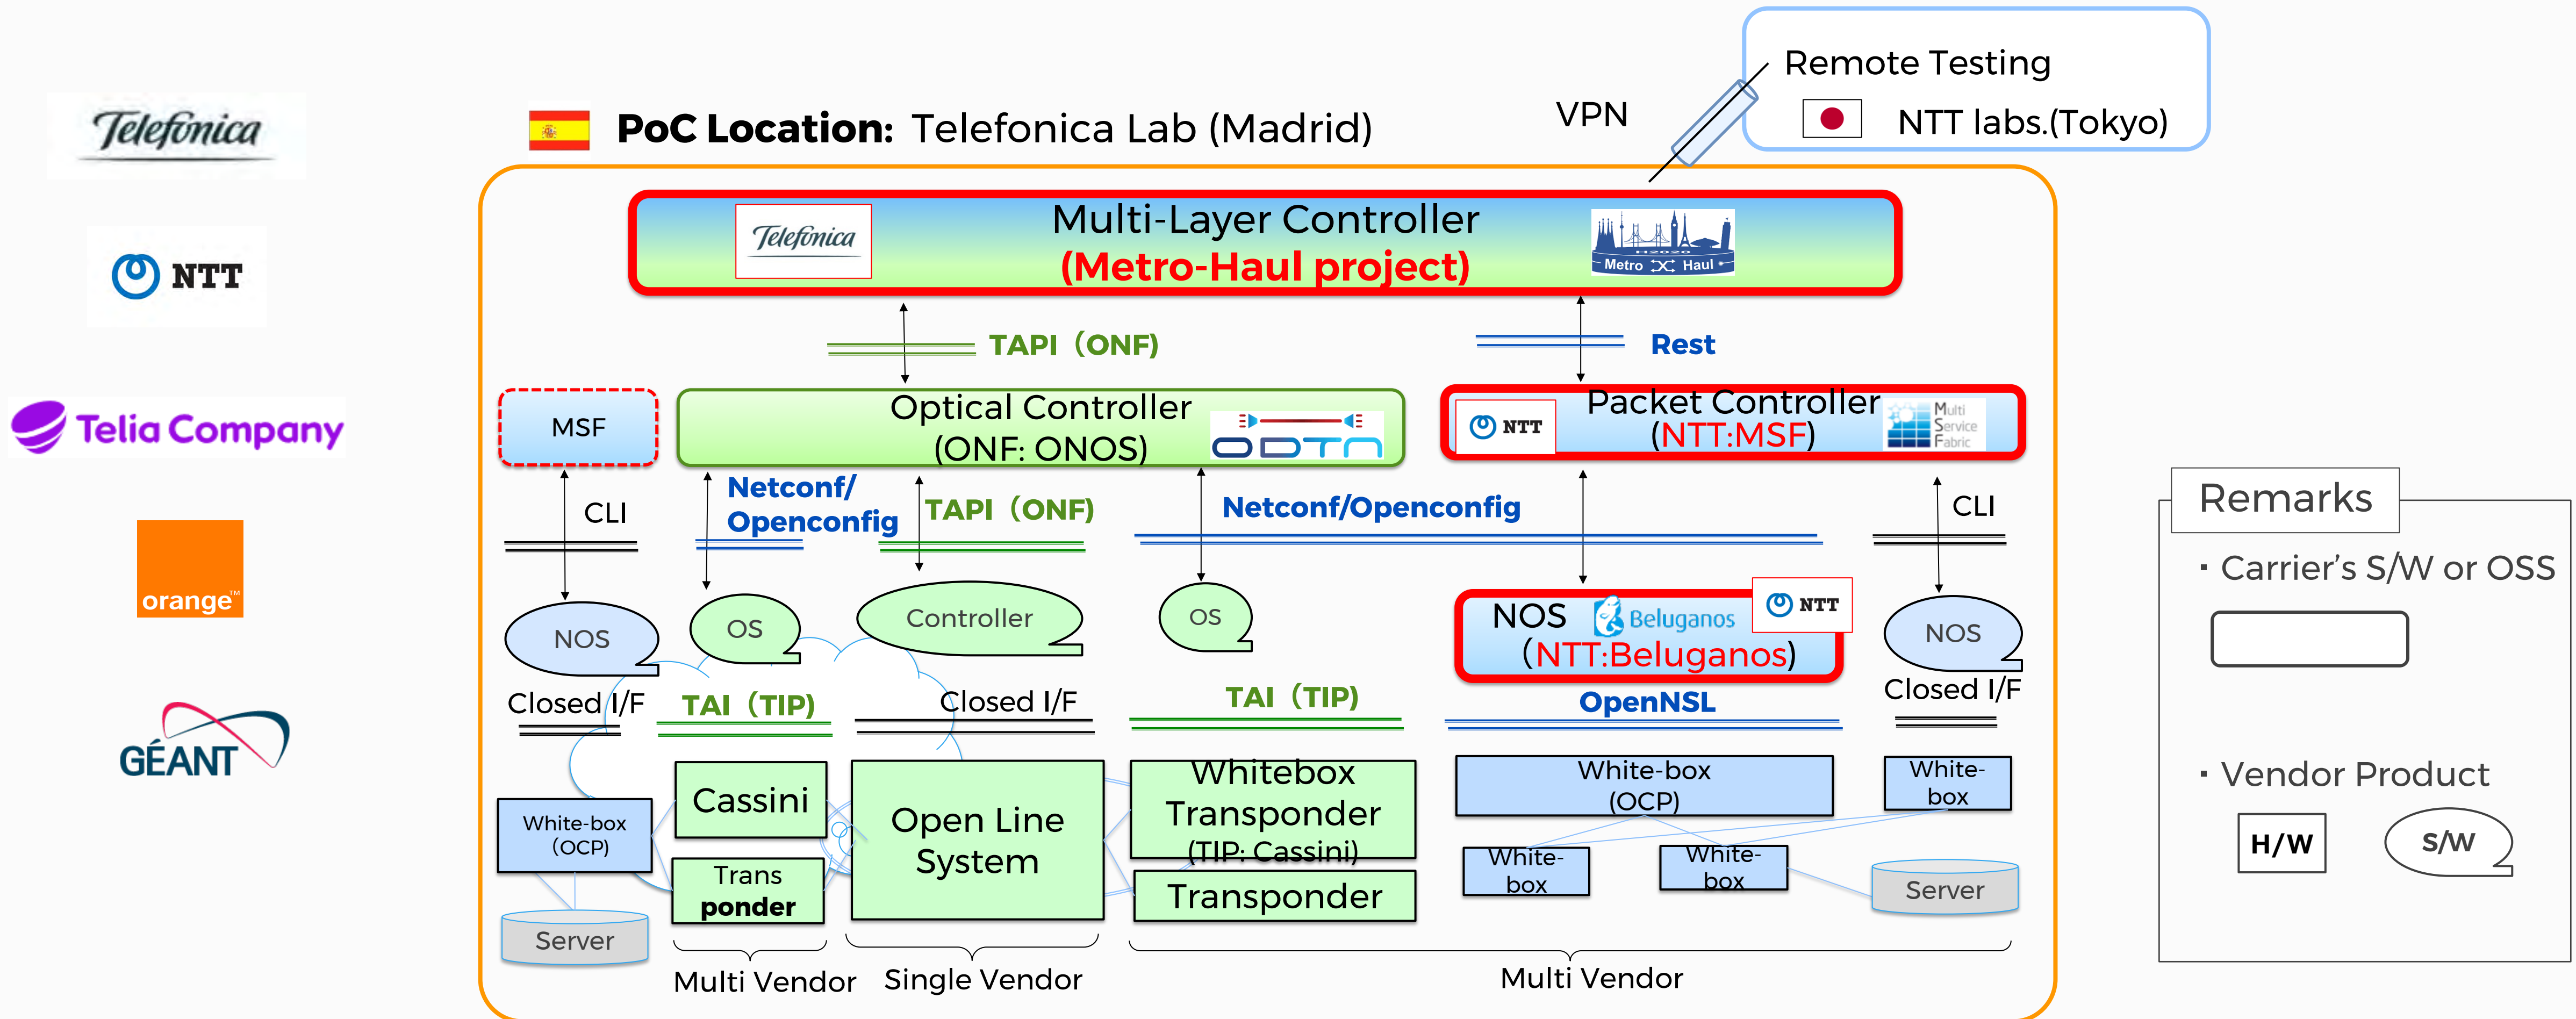 Telefonica
NTT
Telia Company
orange™
GÉANT
Remote Testing
NTT labs.(Tokyo)
VPN
PoC Location: Telefonica Lab (Madrid)
Telefonica
Multi-Layer Controller
(Metro-Haul project)
H2020
Metro Haul
TAPI（ONF)
Rest
MSF
Optical Controller
(ONF: ONOS)
ODTN
NTT
Packet Controller
(NTT:MSF)
Multi
Service
Fabric
CLI
Netconf/
Openconfig
TAPI（ONF)
Netconf/Openconfig
CLI
NOS
OS
Controller
OS
NOS
Beluganos
NTT
（NTT:Beluganos)
NOS
Closed I/F
TAI（TIP)
Closed I/F
TAI（TIP)
OpenNSL
Closed I/F
White-box
（OCP)
Cassini
Trans
ponder
Open Line
System
Whitebox
Transponder
(TIP: Cassini)
Transponder
White-box
(OCP)
White-
box
White-
box
White-
box
Server
Server
Multi Vendor
Single Vendor
Multi Vendor
Remarks
・Carrier’s S/W or OSS
・Vendor Product
H/W
S/W